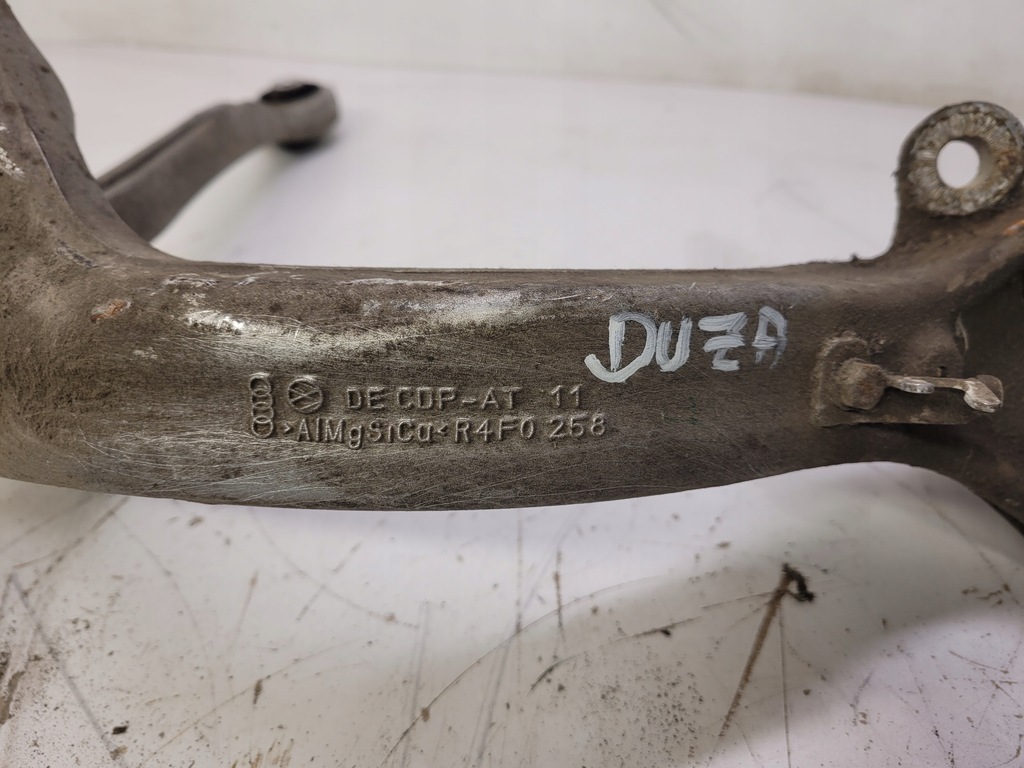 DUZA
DE CDP-AT 11
>AlMgSiCu<R4F0 258